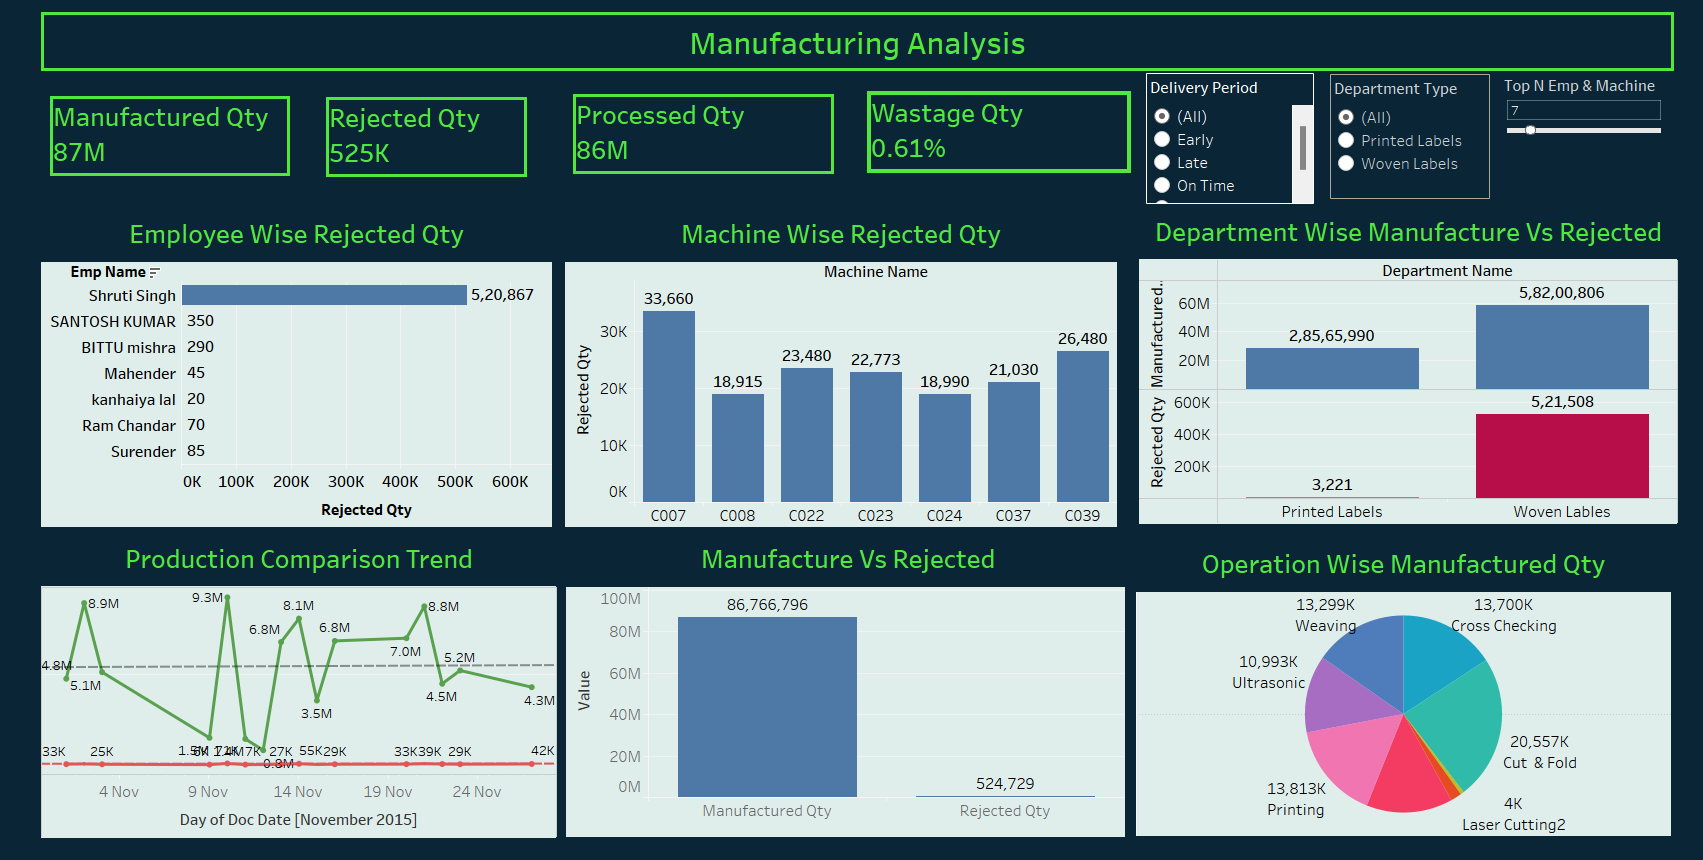 Manufacturing Analysis
Manufactured Qty
87M
Rejected Qty
525K
Processed Qty
86M
Wastage Qty
0.61%
Delivery Period
(All)
Early
Late
On Time
Department Type
(All)
Printed Labels
Woven Labels
Top N Emp & Machine
7
Employee Wise Rejected Qty
Emp Name
Shruti Singh 5,20,867
SANTOSH KUMAR 350
BITTU mishra 290
Mahender 45
kanhaiya lal 20
Ram Chandar 70
Surender 85
0K 100K 200K 300K 400K 500K 600K
Rejected Qty
Machine Wise Rejected Qty
Machine Name
Rejected Qty
30K
20K
10K
0K
33,660
18,915
23,480
22,773
18,990
21,030
26,480
C007 C008 C022 C023 C024 C037 C039
Department Wise Manufacture Vs Rejected
Department Name
Manufactured..
60M
40M
20M
2,85,65,990
5,82,00,806
Rejected Qty
600K
400K
200K
3,221
5,21,508
Printed Labels Woven Lables
Production Comparison Trend
4.8M
8.9M
5.1M
1.5M
9.3M
1.4M
0.8M
6.8M
8.1M
3.5M
6.8M
7.0M
8.8M
4.5M
5.2M
4.3M
33K 25K 6K 71K 7K 27K 55K 29K 33K 39K 29K 42K
4 Nov 9 Nov 14 Nov 19 Nov 24 Nov
Day of Doc Date [November 2015]
Manufacture Vs Rejected
Value
100M
80M
60M
40M
20M
0M
86,766,796
524,729
Manufactured Qty Rejected Qty
Operation Wise Manufactured Qty
13,299K
Weaving
13,700K
Cross Checking
10,993K
Ultrasonic
20,557K
Cut & Fold
13,813K
Printing
4K
Laser Cutting2